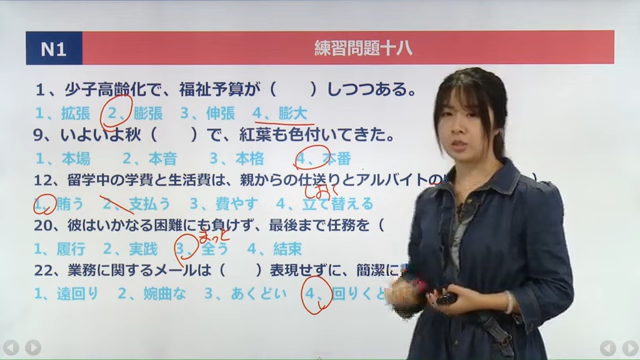 N1
練習問題十八
1、少子高齢化で、福祉予算が(　　)しつつある。
1、拡張　2、膨張　3、伸張　4、膨大
9、いよいよ秋(　　)で、紅葉も色付いてきた。
1、本場　2、本音　3、本格　4、本番
12、留学中の学費と生活費は、親からの仕送りとアルバイトの
1、賄う　2、支払う　3、費やす　4、立て替える
20、彼はいかなる困難にも負けず、最後まで任務を(
まっと
1、履行　2、実践　3、全う　4、結束
22、業務に関するメールは(　　)表現せずに、簡潔に
1、遠回り　2、婉曲な　3、あくどい　4、回りくど